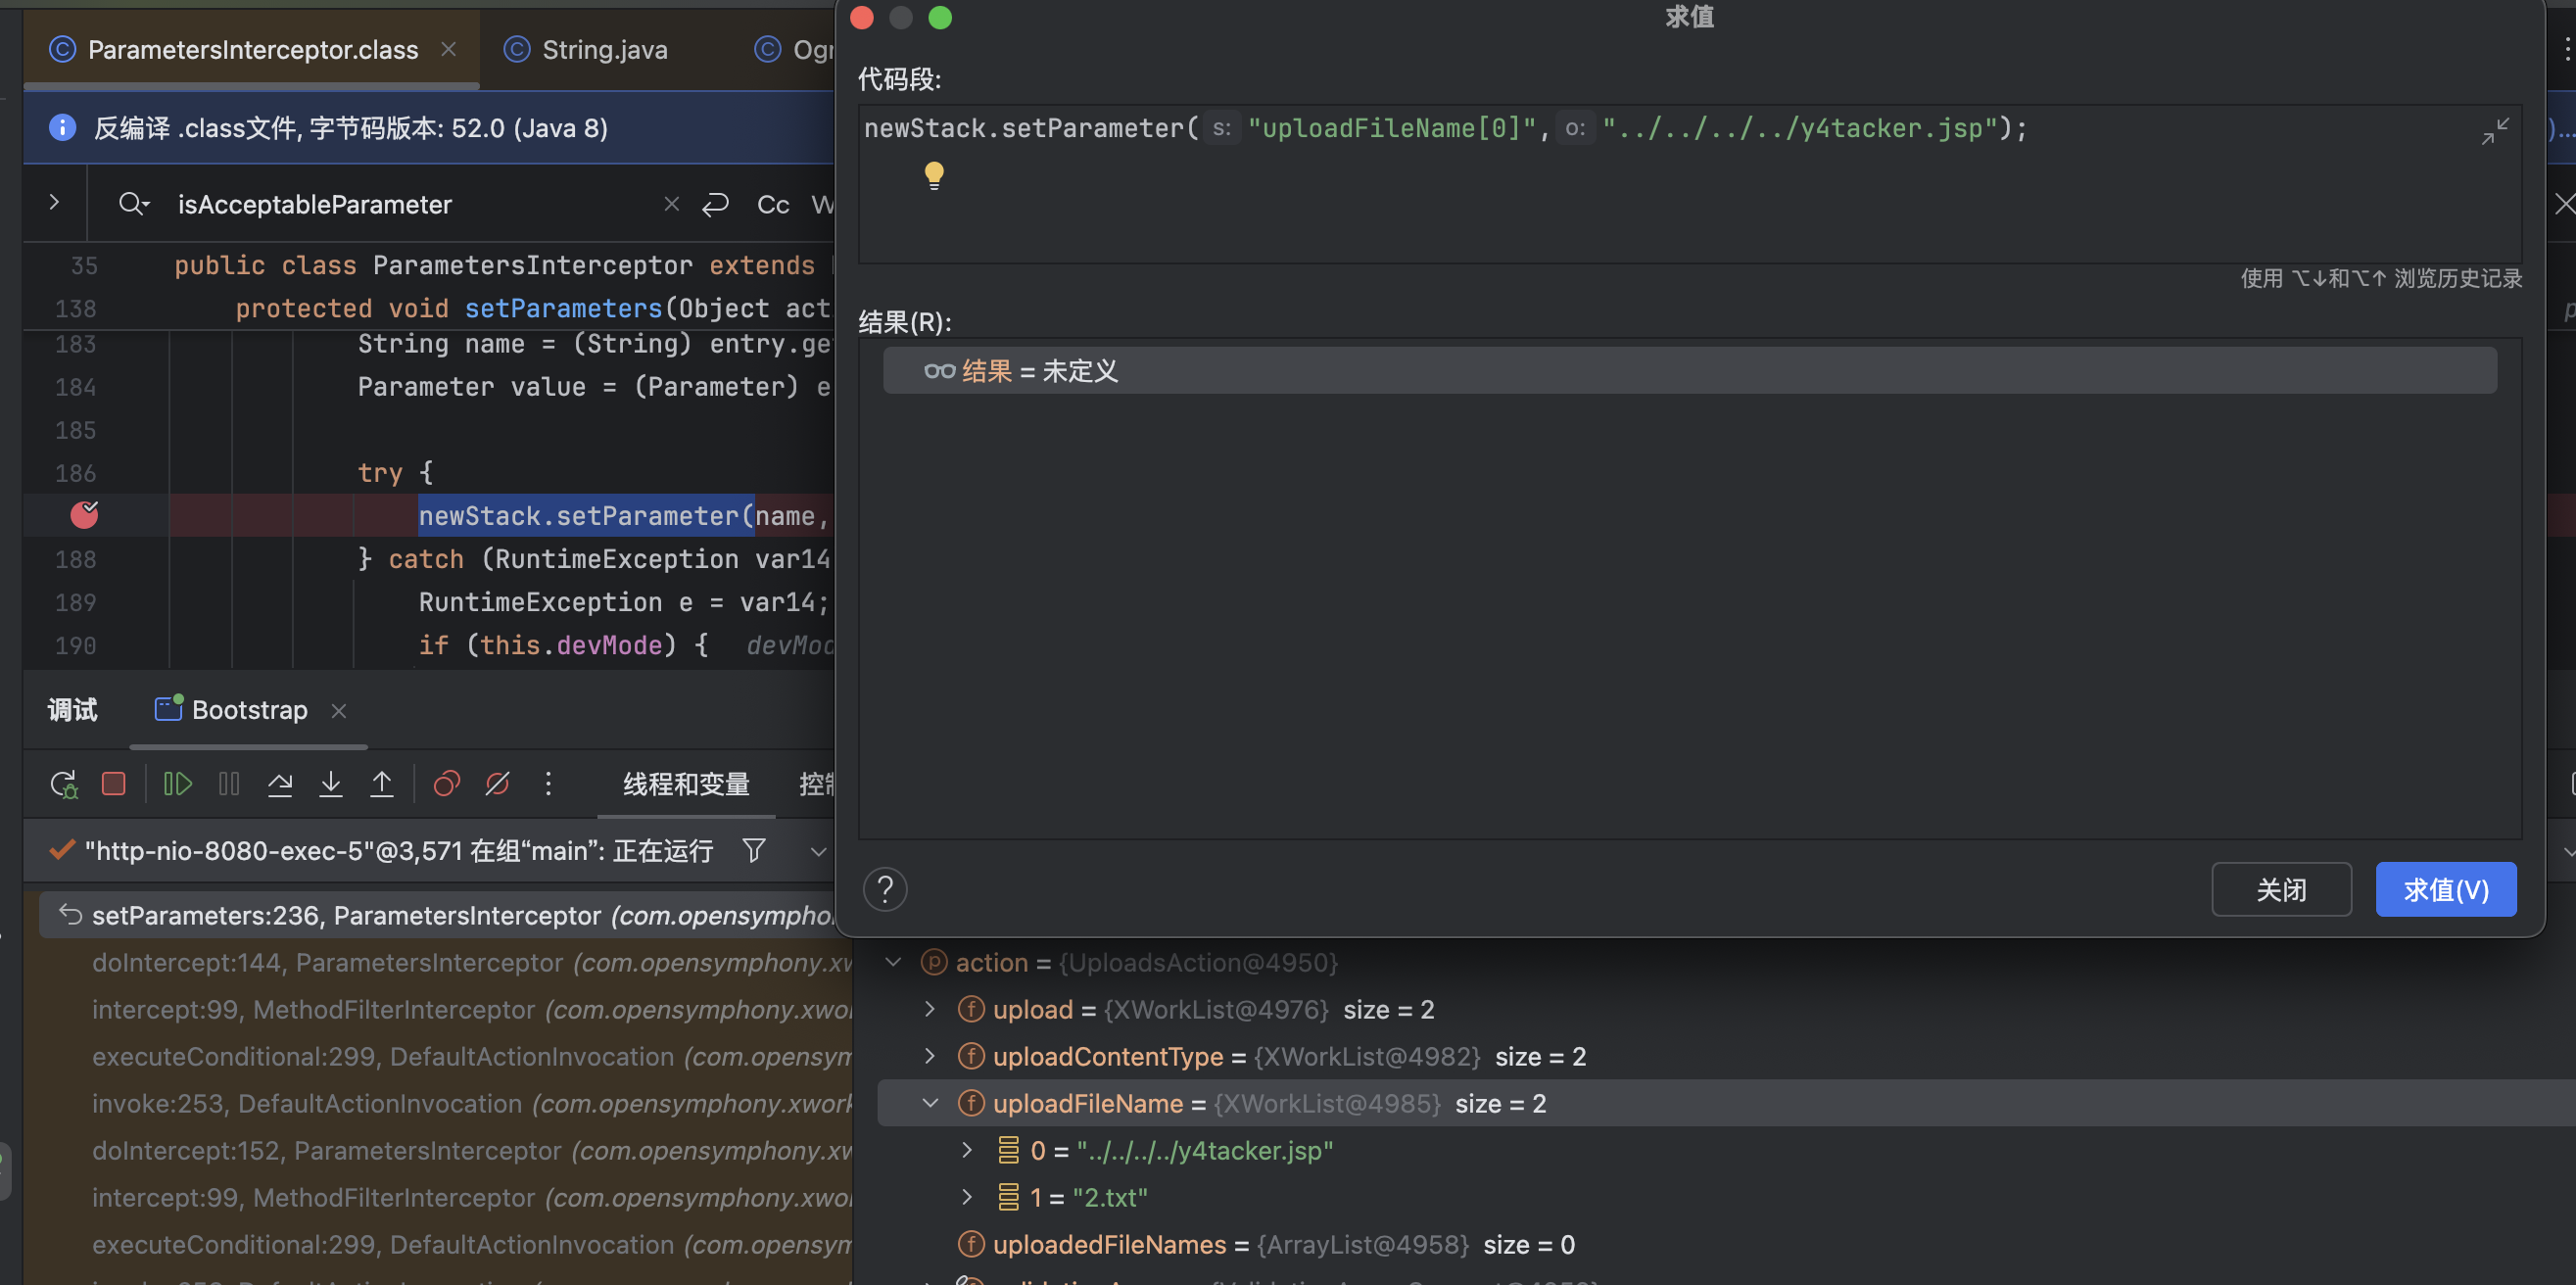 ParametersInterceptor.class
String.java
反编译 .class文件, 字节码版本: 52.0 (Java 8)
isAcceptableParameter
Cc
W
35 public class ParametersInterceptor extends
138 protected void setParameters(Object act
183 String name = (String) entry.ge
184 Parameter value = (Parameter) e
185
186 try {
newStack.setParameter(name,
188 } catch (RuntimeException var14
189 RuntimeException e = var14;
190 if (this.devMode) { devMod
求值
代码段:
newStack.setParameter( s: "uploadFileName[0]", o: "../../../../y4tacker.jsp");
使用 ⌥↓和⌥↑ 浏览历史记录
结果(R):
结果 = 未定义
?
关闭
求值(V)
调试
Bootstrap
线程和变量
"http-nio-8080-exec-5"@3,571 在组“main”: 正在运行
setParameters:236, ParametersInterceptor (com.opensympho
doIntercept:144, ParametersInterceptor (com.opensymphony.xw
intercept:99, MethodFilterInterceptor (com.opensymphony.xwor
executeConditional:299, DefaultActionInvocation (com.opensym
invoke:253, DefaultActionInvocation (com.opensymphony.xwork
doIntercept:152, ParametersInterceptor (com.opensymphony.xw
intercept:99, MethodFilterInterceptor (com.opensymphony.xwor
executeConditional:299, DefaultActionInvocation (com.opensym
action = {UploadsAction@4950}
upload = {XWorkList@4976} size = 2
uploadContentType = {XWorkList@4982} size = 2
uploadFileName = {XWorkList@4985} size = 2
0 = "../../../../y4tacker.jsp"
1 = "2.txt"
uploadedFileNames = {ArrayList@4958} size = 0